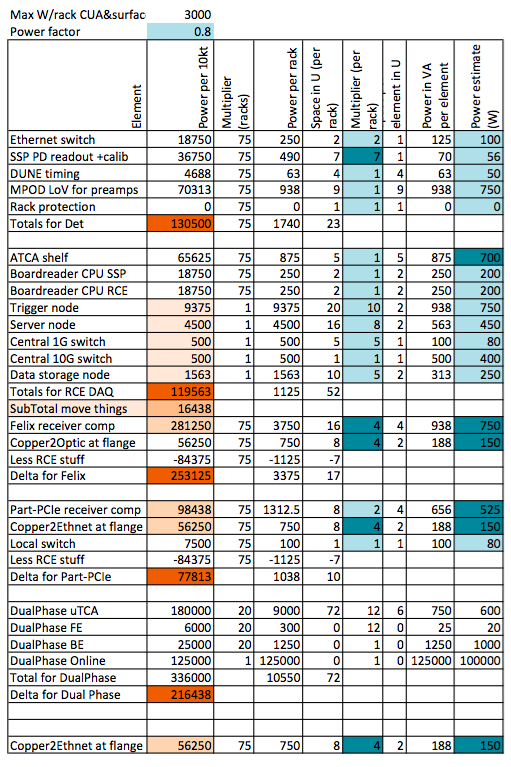 Max W/rack CUA&surfac 3000
Power factor 0.8
Element Power per 10kt Multiplier (racks) Power per rack Space in U (per rack) Multiplier (per rack) element in U Power in VA per element Power estimate (W)
Ethernet switch 18750 75 250 2 2 1 125 100
SSP PD readout +calib 36750 75 490 7 7 1 70 56
DUNE timing 4688 75 63 4 1 4 63 50
MPOD LoV for preamps 70313 75 938 9 1 9 938 750
Rack protection 0 75 0 1 1 1 0 0
Totals for Det 130500 75 1740 23
ATCA shelf 65625 75 875 5 1 5 875 700
Boardreader CPU SSP 18750 75 250 2 1 2 250 200
Boardreader CPU RCE 18750 75 250 2 1 2 250 200
Trigger node 9375 1 9375 20 10 2 938 750
Server node 4500 1 4500 16 8 2 563 450
Central 1G switch 500 1 500 5 5 1 100 80
Central 10G switch 500 1 500 1 1 1 500 400
Data storage node 1563 1 1563 10 5 2 313 250
Totals for RCE DAQ 119563 1125 52
SubTotal move things 16438
Felix receiver comp 281250 75 3750 16 4 4 938 750
Copper2Optic at flange 56250 75 750 8 4 2 188 150
Less RCE stuff -84375 75 -1125 -7
Delta for Felix 253125 3375 17
Part-PCIe receiver comp 98438 75 1312.5 8 2 4 656 525
Copper2Ethnet at flange 56250 75 750 8 4 2 188 150
Local switch 7500 75 100 1 1 1 100 80
Less RCE stuff -84375 75 -1125 -7
Delta for Part-PCIe 77813 1038 10
DualPhase uTCA 180000 20 9000 72 12 6 750 600
DualPhase FE 6000 20 300 0 12 0 25 20
DualPhase BE 25000 20 1250 0 1 0 1250 1000
DualPhase Online 125000 1 125000 0 1 0 125000 100000
Total for DualPhase 336000 10550 72
Delta for Dual Phase 216438
Copper2Ethnet at flange 56250 75 750 8 4 2 188 150